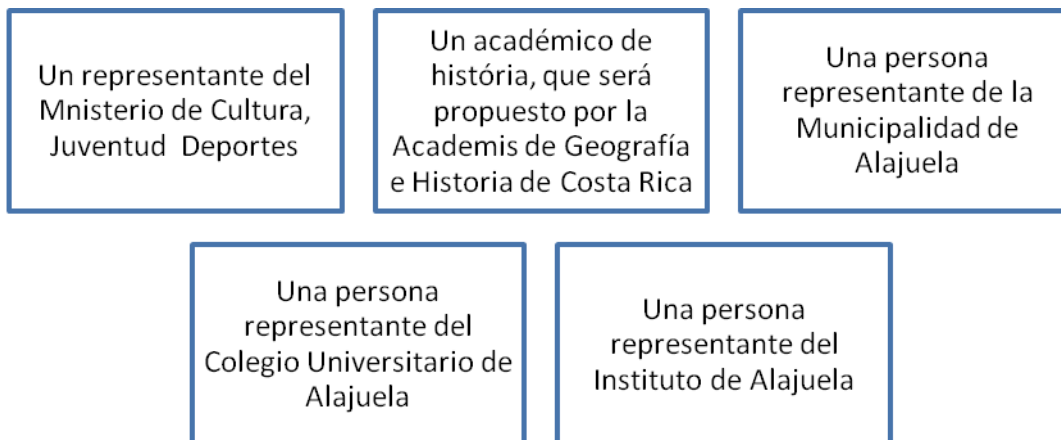 Un representante del
Mnisterio de Cultura,
Juventud Deportes
Un académico de
história, que será
propuesto por la
Academis de Geografía
e Historia de Costa Rica
Una persona
representante de la
Municipalidad de
Alajuela
Una persona
representante del
Colegio Universitario de
Alajuela
Una persona
representante del
Instituto de Alajuela